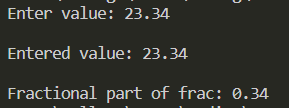 Enter value: 23.34
Entered value: 23.34
Fractional part of frac: 0.34